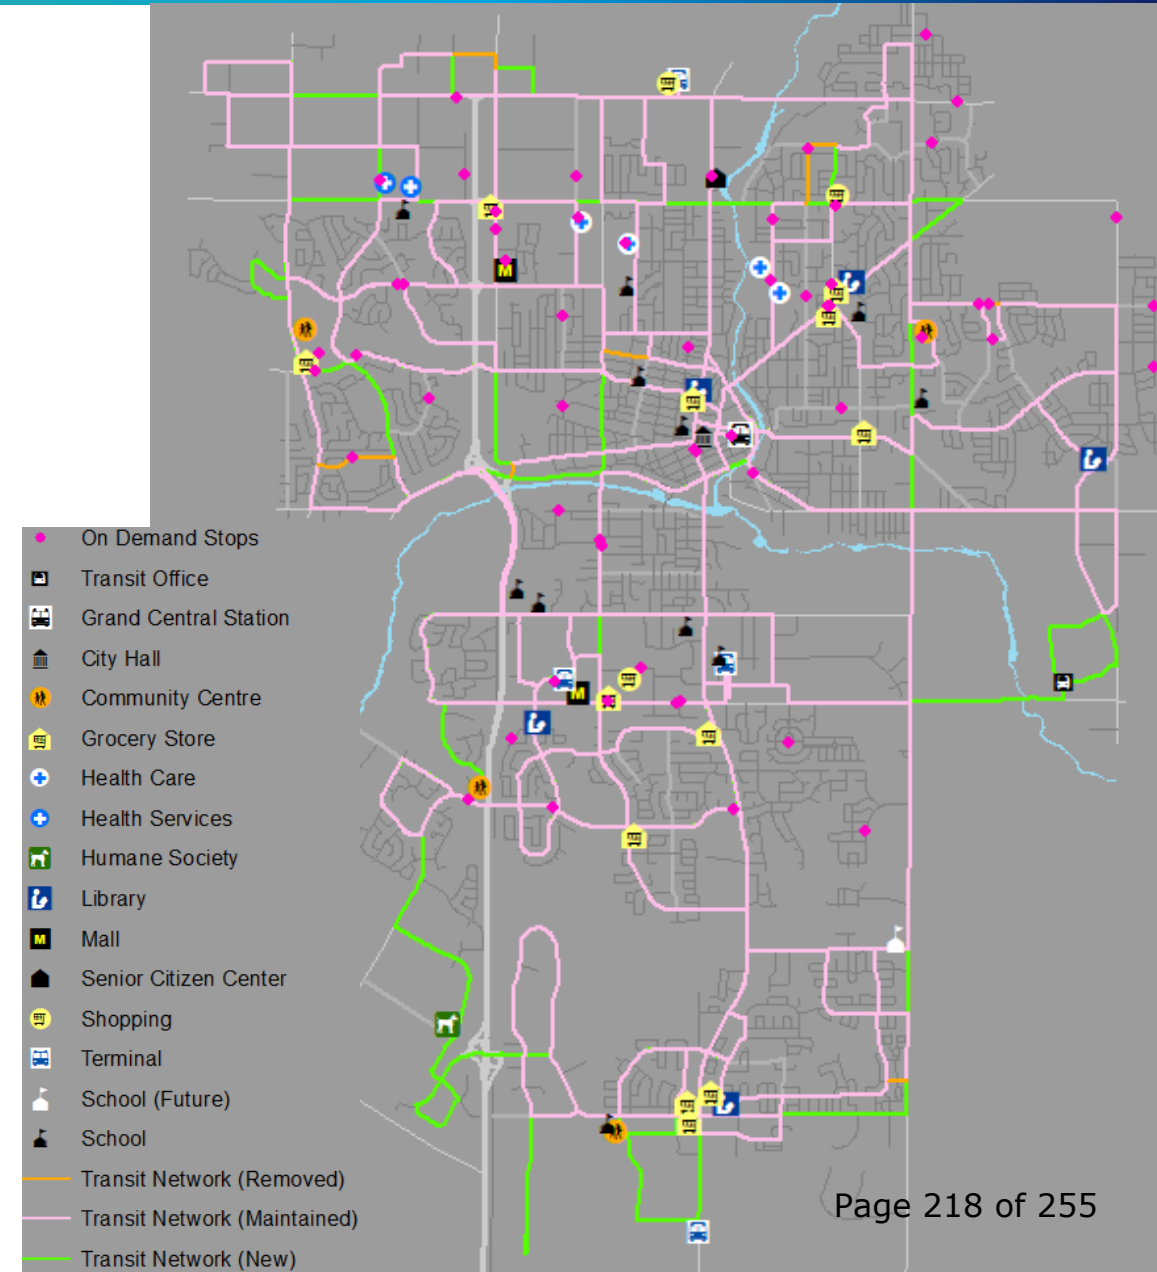 M
M
On Demand Stops
Transit Office
Grand Central Station
City Hall
Community Centre
Grocery Store
Health Care
Health Services
Humane Society
Library
M Mall
Senior Citizen Center
Shopping
Terminal
School (Future)
School
Transit Network (Removed)
Transit Network (Maintained)
Transit Network (New)
Page 218 of 255